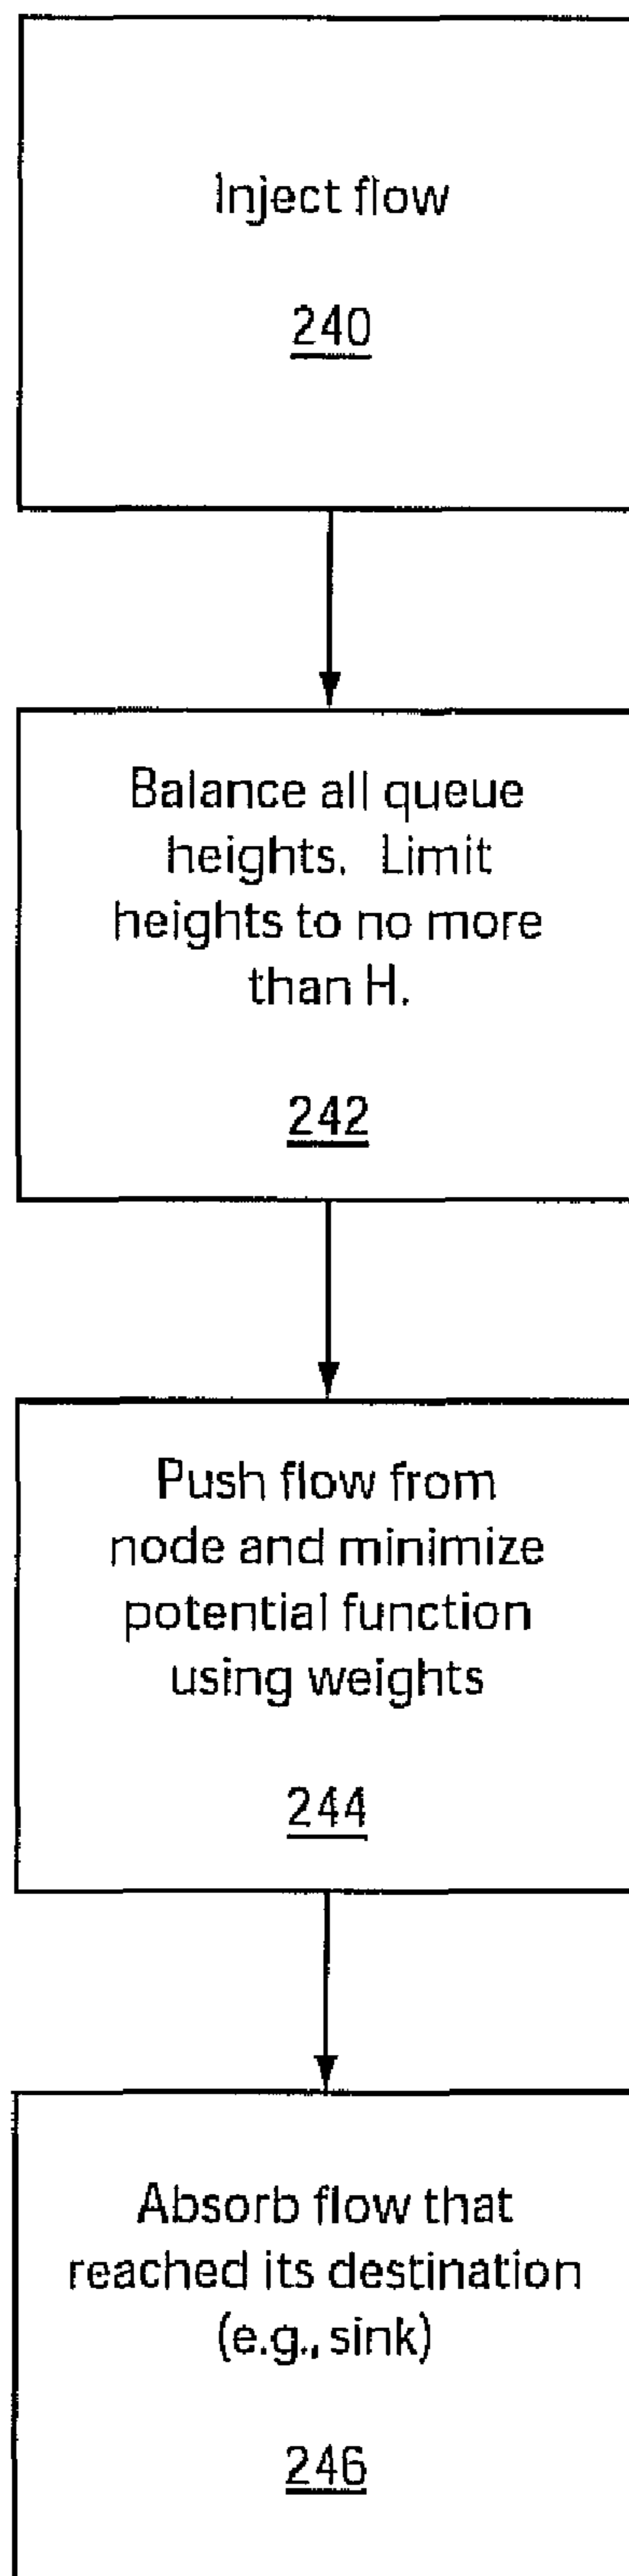 Inject flow
240
Balance all queue
heights. Limit
heights to no more
than H.
242
Push flow from
node and minimize
potential function
using weights
244
Absorb flow that
reached its destination
(e.g., sink)
246